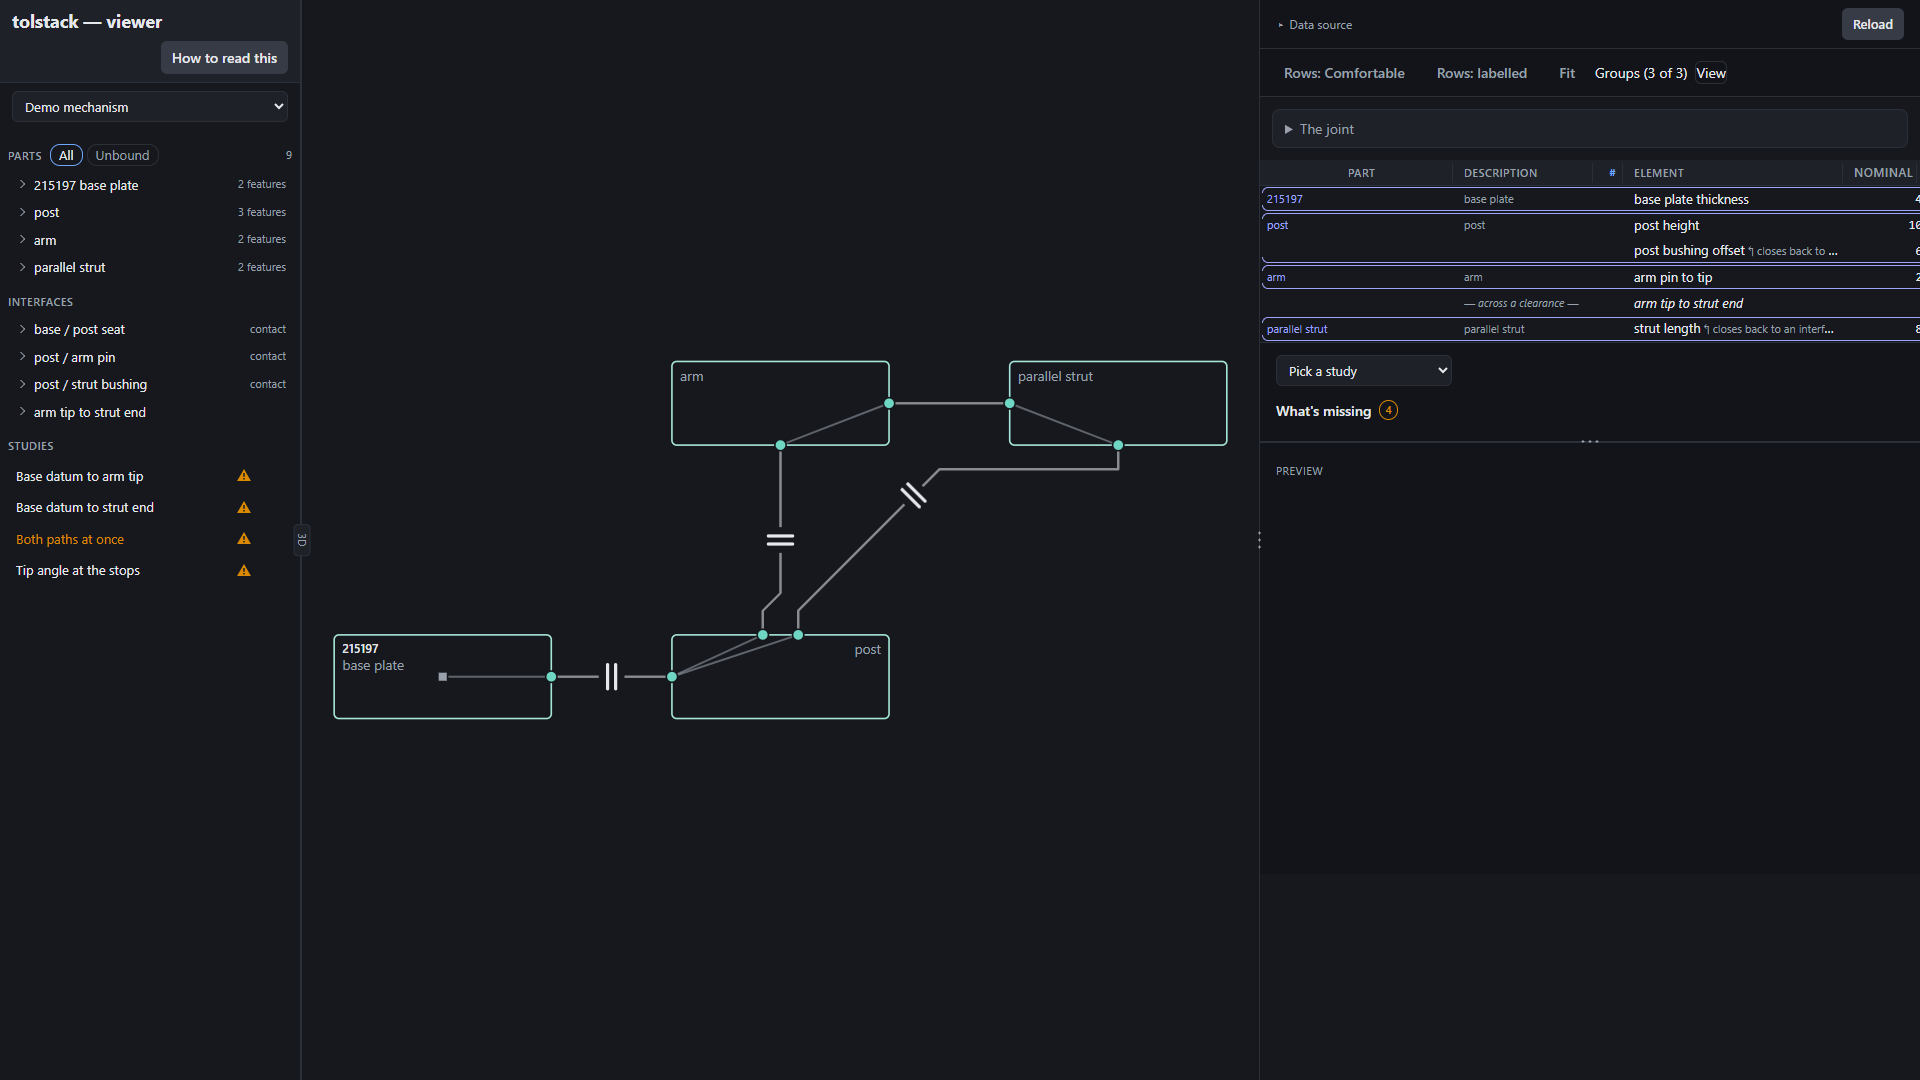 tolstack — viewer
How to read this
Demo mechanism
PARTS All Unbound 9
215197 base plate 2 features
post 3 features
arm 2 features
parallel strut 2 features
INTERFACES
base / post seat contact
post / arm pin contact
post / strut bushing contact
arm tip to strut end
STUDIES
Base datum to arm tip
Base datum to strut end
Both paths at once
Tip angle at the stops
3D
arm
parallel strut
215197
base plate
post
Data source
Reload
Rows: Comfortable Rows: labelled Fit Groups (3 of 3) View
The joint
PART DESCRIPTION # ELEMENT NOMINAL
215197 base plate base plate thickness 4
post post post height 10
post bushing offset ↰ closes back to ... 6
arm arm arm pin to tip 2
— across a clearance — arm tip to strut end
parallel strut parallel strut strut length ↰ closes back to an interf... 8
Pick a study
What's missing 4
PREVIEW